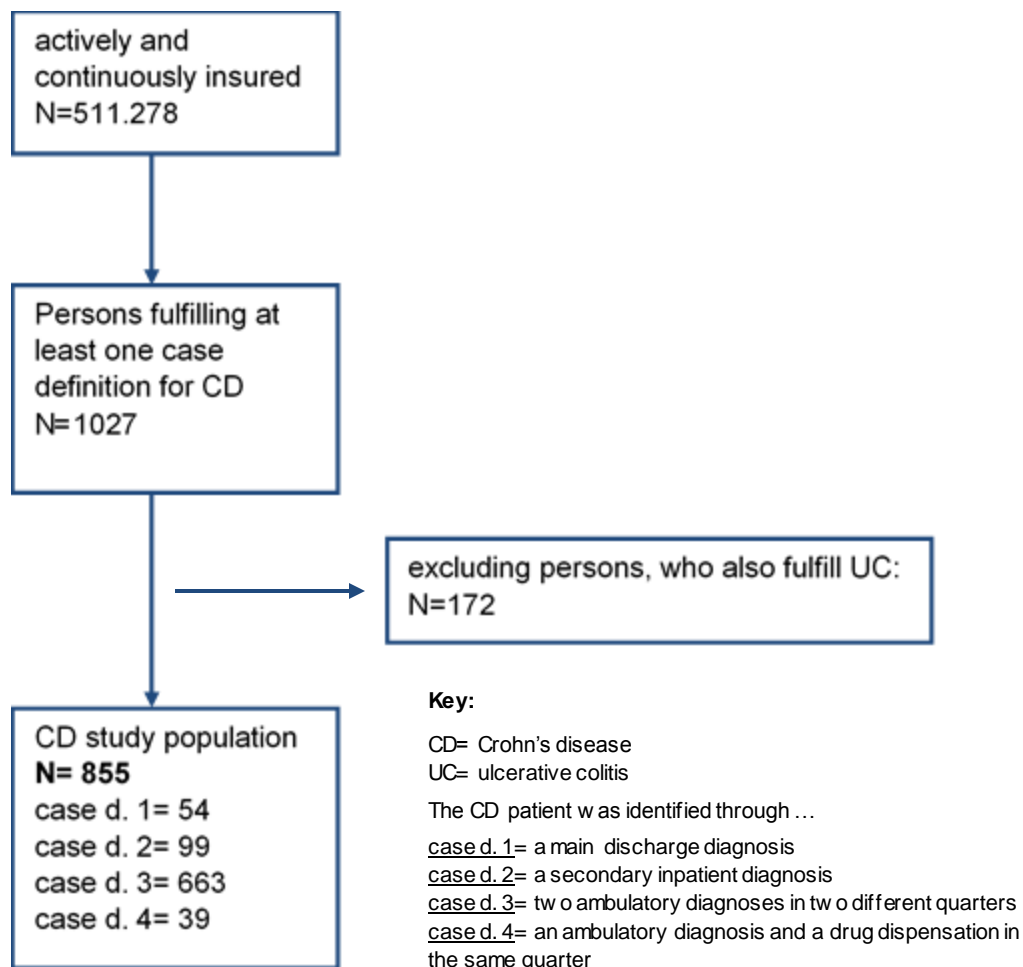 actively and
continuously insured
N=511.278
Persons fulfilling at
least one case
definition for CD
N=1027
excluding persons, who also fulfill UC:
N=172
CD study population
N= 855
case d. 1= 54
case d. 2= 99
case d. 3= 663
case d. 4= 39
Key:
CD= Crohn's disease
UC= ulcerative colitis
The CD patient was identified through …
case d. 1= a main discharge diagnosis
case d. 2= a secondary inpatient diagnosis
case d. 3= two ambulatory diagnoses in two different quarters
case d. 4= an ambulatory diagnosis and a drug dispensation in
the same quarter